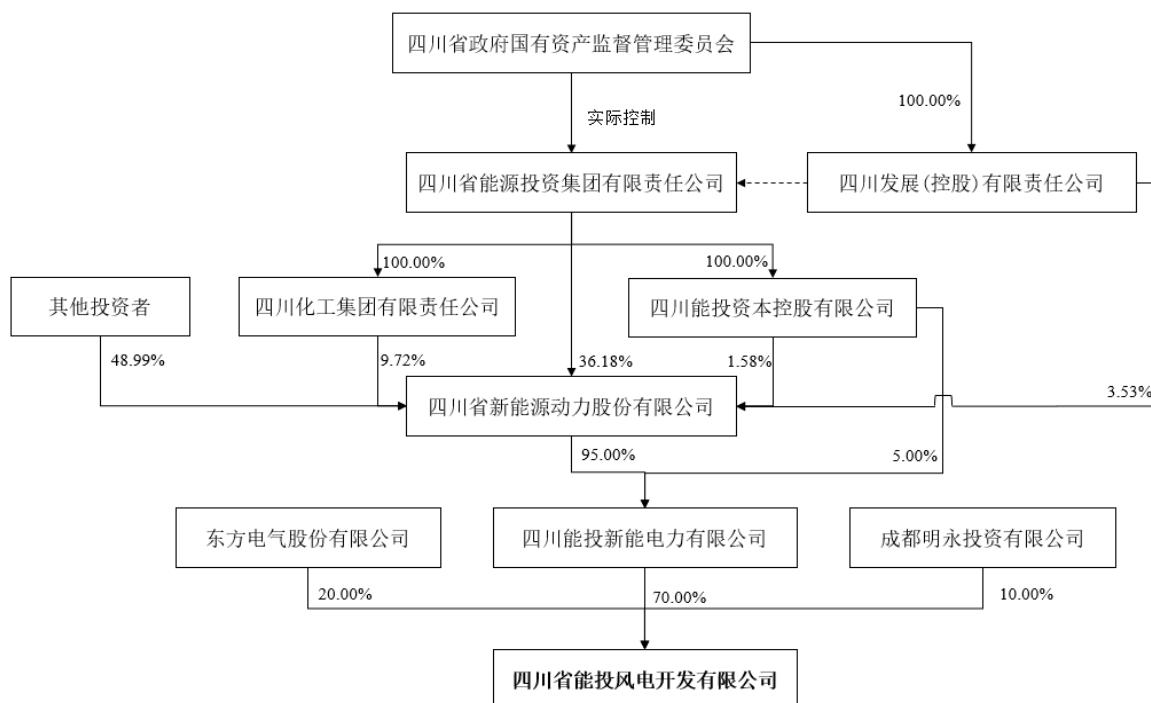 四川省政府国有资产监督管理委员会
实际控制
100.00%
四川省能源投资集团有限责任公司
四川发展(控股)有限责任公司
100.00%
100.00%
其他投资者
四川化工集团有限责任公司
四川能投资本控股有限公司
48.99%
9.72%
36.18%
1.58%
3.53%
四川省新能源动力股份有限公司
95.00%
5.00%
东方电气股份有限公司
四川能投新能电力有限公司
成都明永投资有限公司
20.00%
70.00%
10.00%
四川省能投风电开发有限公司